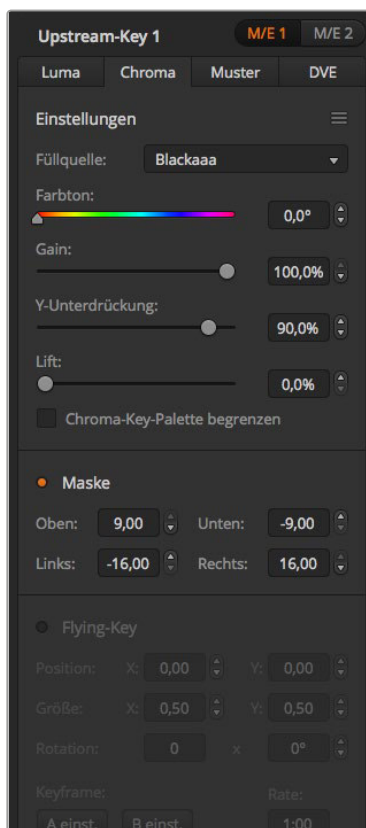 Upstream-Key 1 M/E 1 M/E 2
Luma Chroma Muster DVE
Einstellungen
Füllquelle: Blackaaa
Farbton:
0,0°
Gain:
100,0%
Y-Unterdrückung:
90,0%
Lift:
0,0%
Chroma-Key-Palette begrenzen
Maske
Oben: 9,00 Unten: -9,00
Links: -16,00 Rechts: 16,00
Flying-Key
Position: X: 0,00 Y: 0,00
Größe: X: 0,50 Y: 0,50
Rotation: 0 x 0°
Keyframe: Rate:
A einst. B einst. 1:00